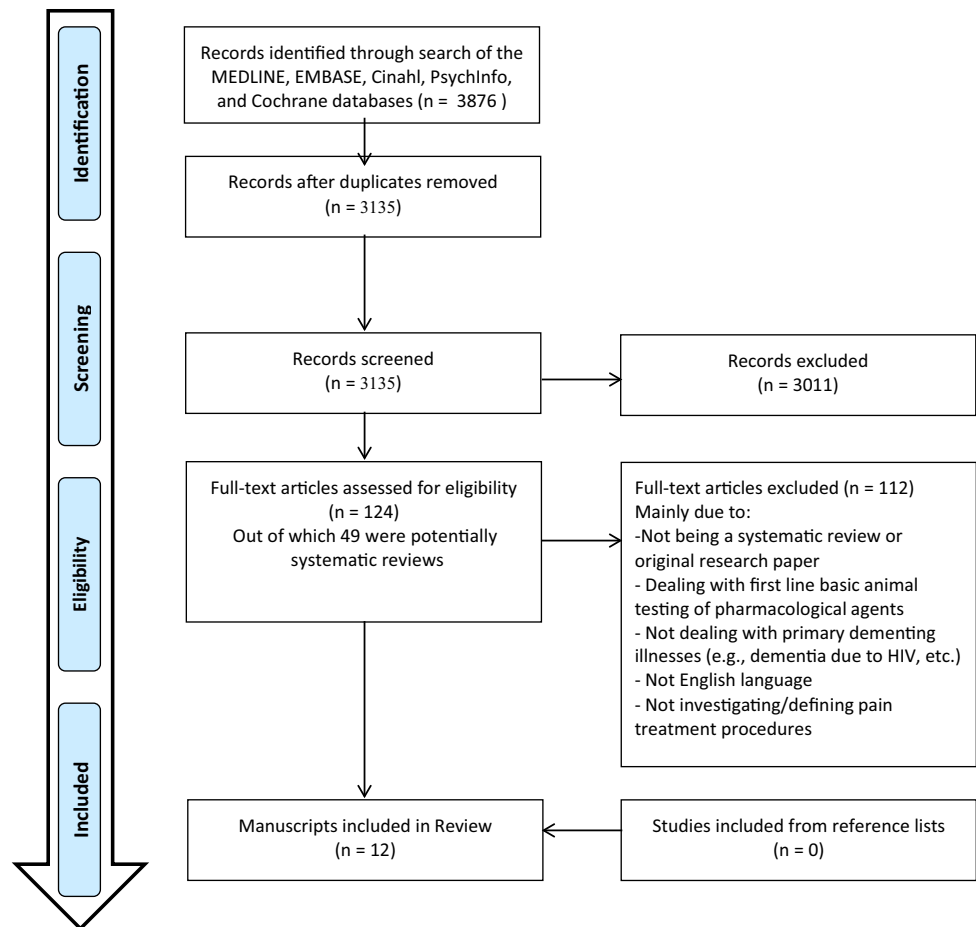 Identification
Records identified through search of the
MEDLINE, EMBASE, Cinahl, PsychInfo,
and Cochrane databases (n = 3876 )
Records after duplicates removed
(n = 3135)
Screening
Records screened
(n = 3135)
Records excluded
(n = 3011)
Eligibility
Full-text articles assessed for eligibility
(n = 124)
Out of which 49 were potentially
systematic reviews
Full-text articles excluded (n = 112)
Mainly due to:
-Not being a systematic review or
original research paper
- Dealing with first line basic animal
testing of pharmacological agents
- Not dealing with primary dementing
illnesses (e.g., dementia due to HIV, etc.)
- Not English language
- Not investigating/defining pain
treatment procedures
Included
Manuscripts included in Review
(n = 12)
Studies included from reference lists
(n = 0)